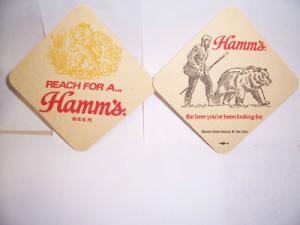 REACH FOR A...
Hamm's.
BEER
Hamm's.
the beer you've been looking for.